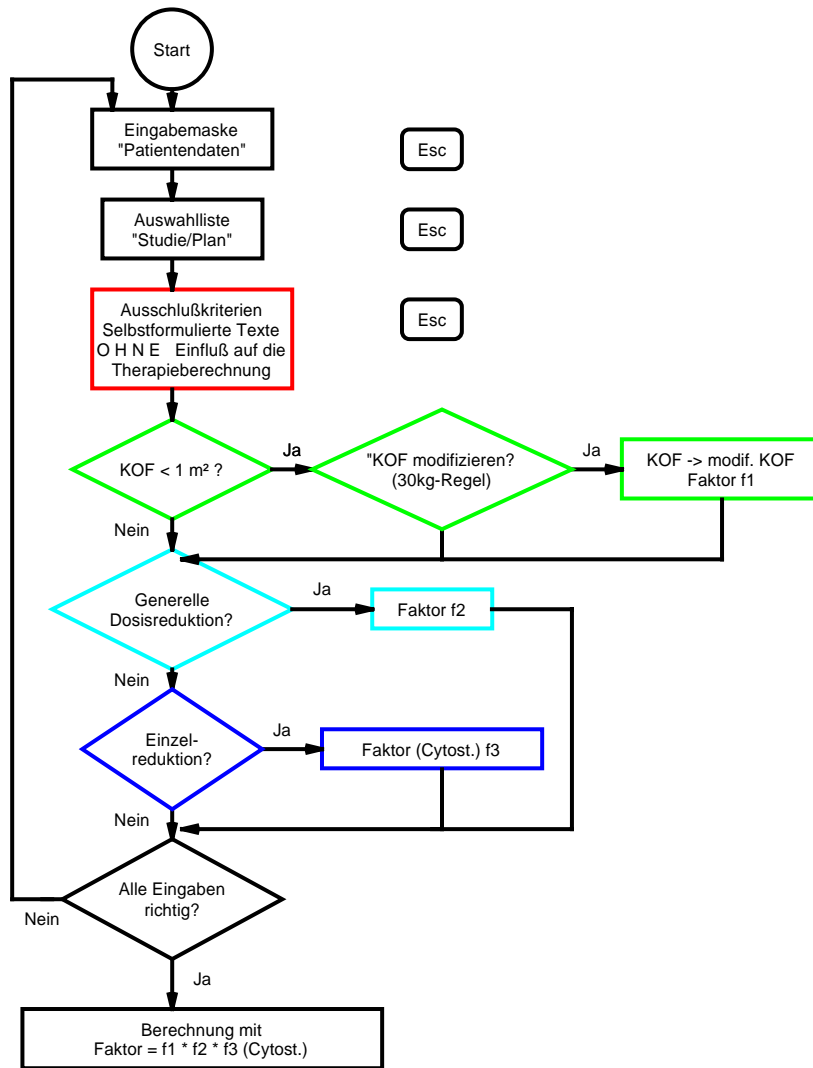 Start
Eingabemaske
"Patientendaten"
Esc
Auswahlliste
"Studie/Plan"
Esc
Ausschlußkriterien
Selbstformulierte Texte
O H N E   Einfluß auf die
Therapieberechnung
Esc
KOF < 1 m² ?
Ja
"KOF modifizieren?
(30kg-Regel)
Ja
KOF -> modif. KOF
Faktor f1
Nein
Generelle
Dosisreduktion?
Ja
Faktor f2
Nein
Einzel-
reduktion?
Ja
Faktor (Cytost.) f3
Nein
Alle Eingaben
richtig?
Nein
Ja
Berechnung mit
Faktor = f1 * f2 * f3 (Cytost.)